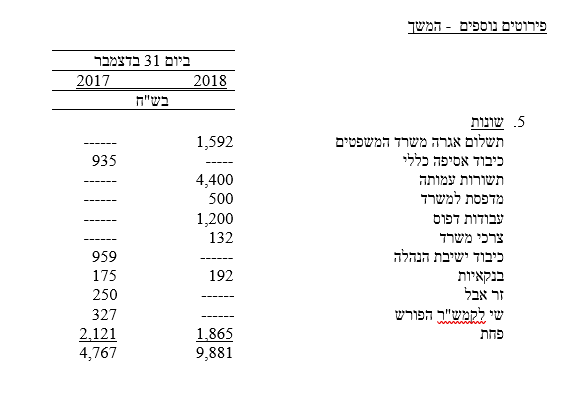 פירוטים נוספים - המשך
ביום 31 בדצמבר
2018 2017
בש"ח
5. שונות
תשלום אגרה משרד המשפטים 1,592 ------
כיבוד אסיפה כללי ----- 935
תשורות עמותה 4,400 ------
מדפסת למשרד 500 ------
עבודות דפוס 1,200 ------
צרכי משרד 132 ------
כיבוד ישיבת הנהלה ------ 959
בנקאיות 192 175
זר אבל ------ 250
שי לקמש"ר הפורש ------ 327
פחת 1,865 2,121
9,881 4,767